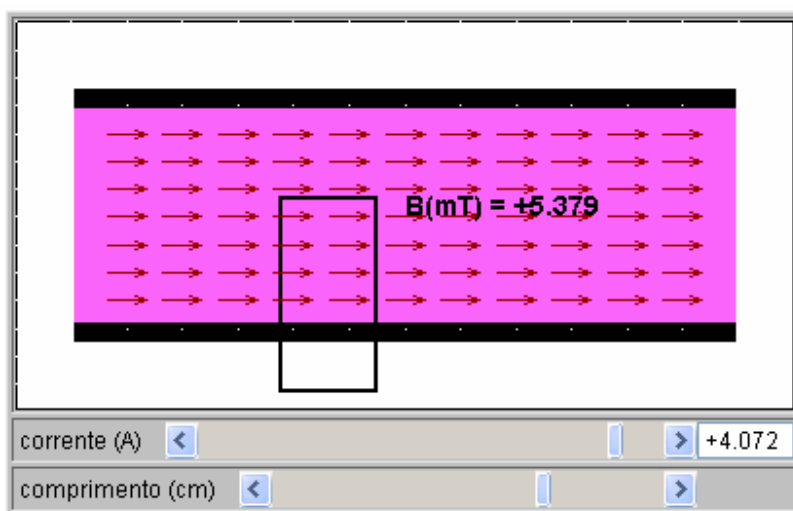 B(mT) = +5.379
corrente (A) +4.072
comprimento (cm)